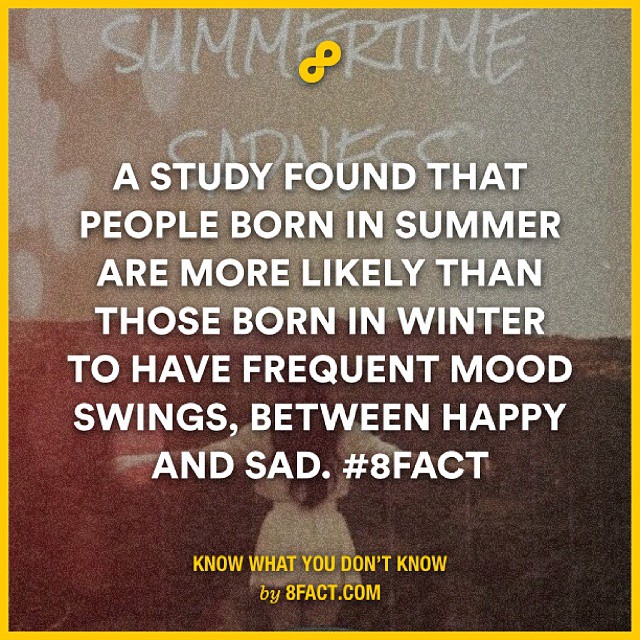 SUMMERTIME
SADNESS
A STUDY FOUND THAT
PEOPLE BORN IN SUMMER
ARE MORE LIKELY THAN
THOSE BORN IN WINTER
TO HAVE FREQUENT MOOD
SWINGS, BETWEEN HAPPY
AND SAD. #8FACT
KNOW WHAT YOU DON'T KNOW
by 8FACT.COM